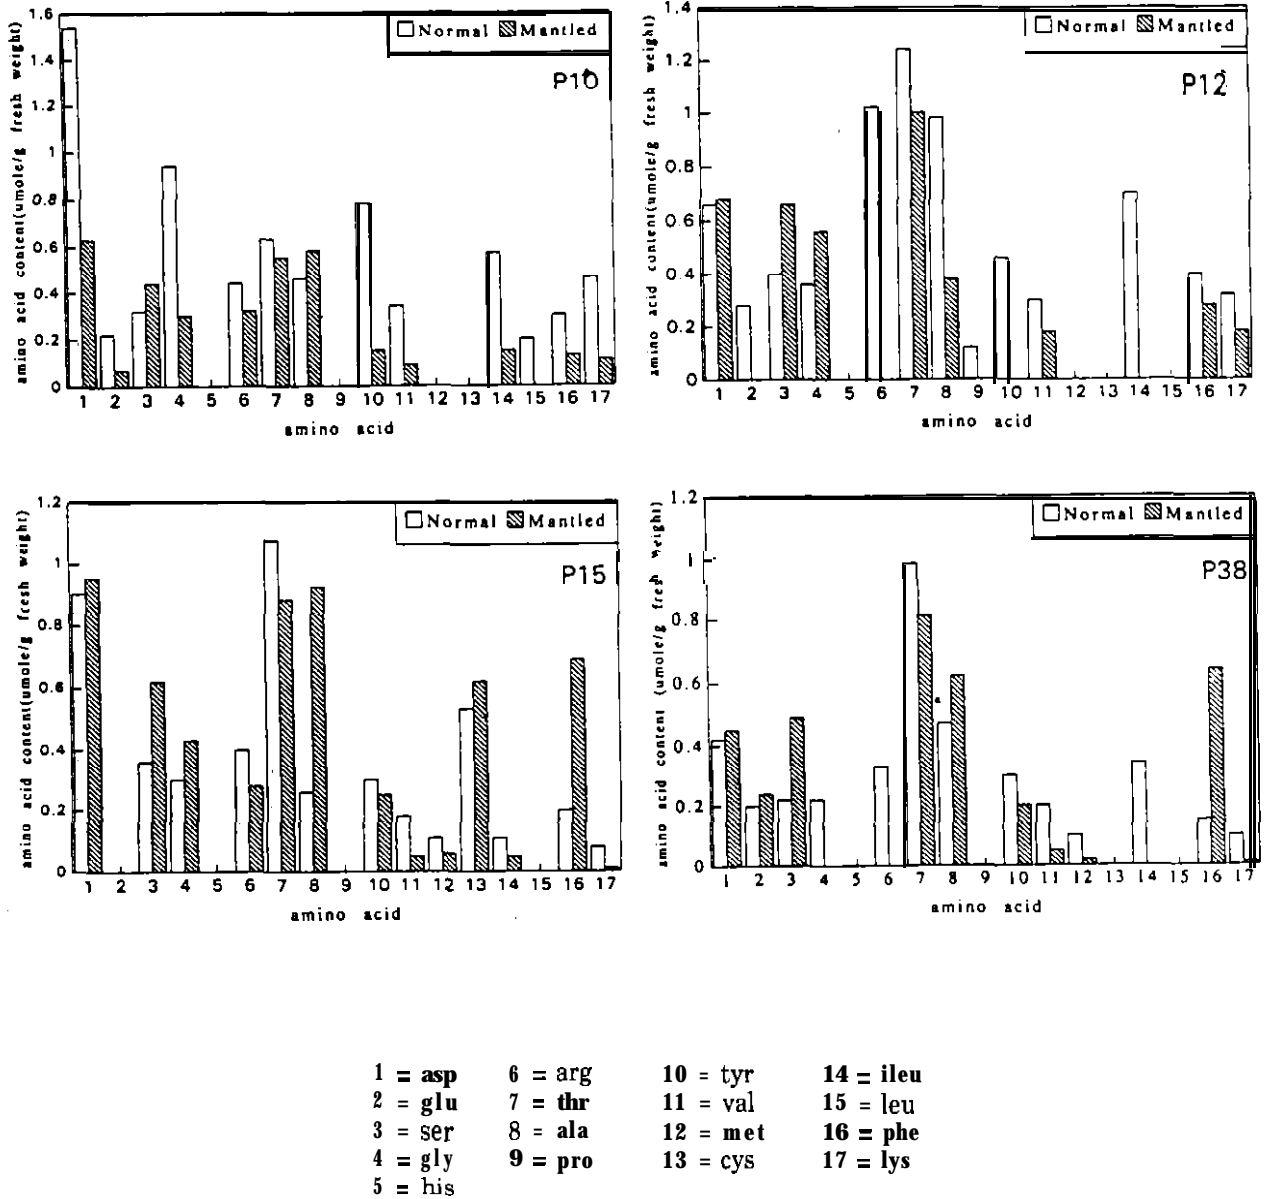 amino acid content(umole/g fresh weight)
1.6
1.4
1.2
1
0.8
0.6
0.4
0.2
0
Normal Mantled
P10
1 2 3 4 5 6 7 8 9 10 11 12 13 14 15 16 17
amino acid
amino acid content(umole/g fresh weight)
1.4
1.2
1
0.8
0.6
0.4
0.2
0
Normal Mantled
P12
1 2 3 4 5 6 7 8 9 10 11 12 13 14 15 16 17
amino acid
amino acid content(umole/g fresh weight)
1.2
1
0.8
0.6
0.4
0.2
0
Normal Mantled
P15
1 2 3 4 5 6 7 8 9 10 11 12 13 14 15 16 17
amino acid
amino acid content (umole/g fresh weight)
1.2
1
0.8
0.6
0.4
0.2
0
Normal Mantled
P38
1 2 3 4 5 6 7 8 9 10 11 12 13 14 15 16 17
amino acid
1 = asp 6 = arg 10 = tyr 14 = ileu
2 = glu 7 = thr 11 = val 15 = leu
3 = ser 8 = ala 12 = met 16 = phe
4 = gly 9 = pro 13 = cys 17 = lys
5 = his